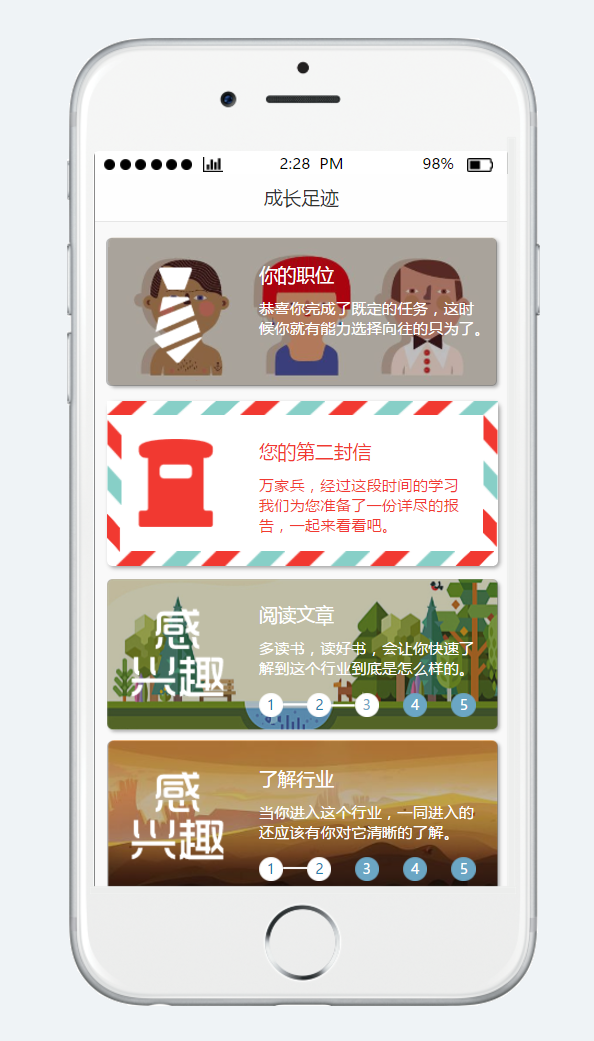 2:28 PM
98%
成长足迹
你的职位
恭喜你完成了既定的任务，这时
候你就有能力选择向往的只为了。
您的第二封信
万家兵，经过这段时间的学习
我们为您准备了一份详尽的报
告，一起来看看吧。
感
兴趣
阅读文章
多读书，读好书，会让你快速了
解到这个行业到底是怎么样的。
1 2 3 4 5
感
兴趣
了解行业
当你进入这个行业，一同进入的
还应该有你对它清晰的了解。
1 2 3 4 5